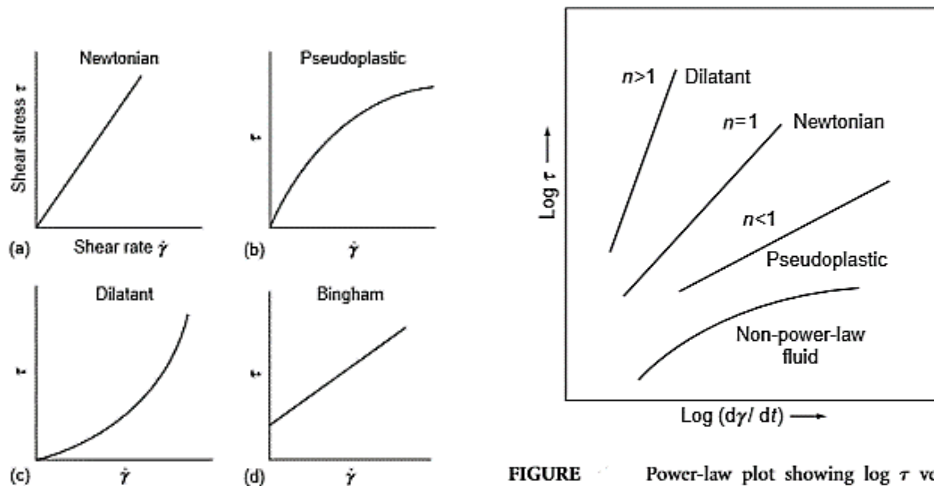 Newtonian
Shear stress τ
(a)
Shear rate γ̇
Pseudoplastic
τ
(b)
γ̇
Dilatant
τ
(c)
γ̇
Bingham
τ
(d)
γ̇
n>1
Dilatant
n=1
Newtonian
n<1
Pseudoplastic
Non-power-law
fluid
Log τ ⟶
Log (dγ/ dt) ⟶
FIGURE Power-law plot showing log τ